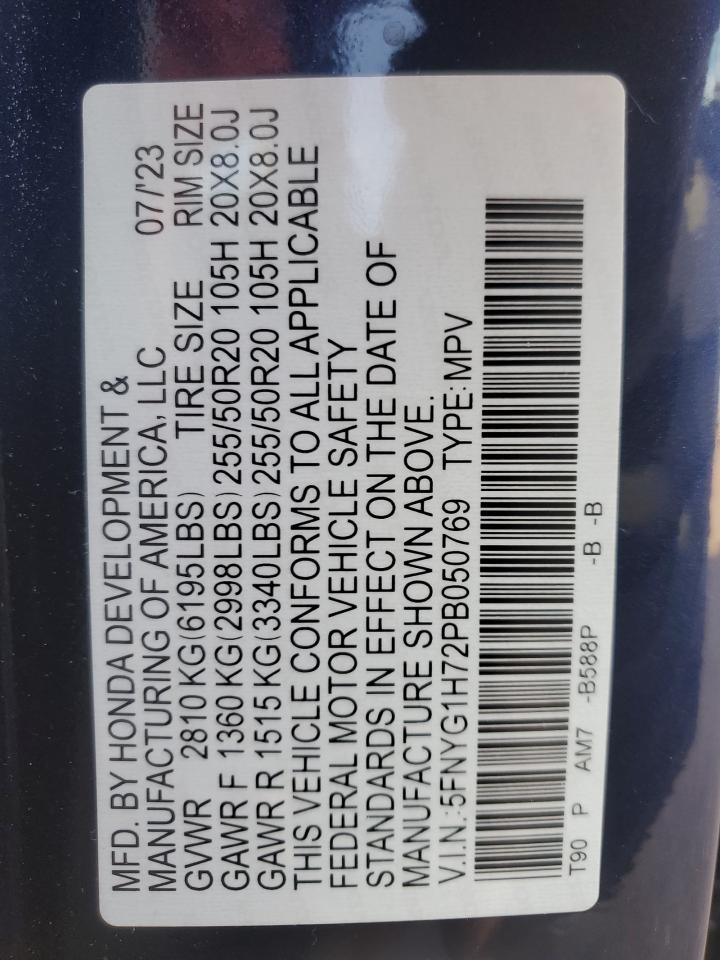 MFD. BY HONDA DEVELOPMENT &
MANUFACTURING OF AMERICA, LLC 07/'23
GVWR 2810 KG(6195LBS) TIRE SIZE RIM SIZE
GAWR F 1360 KG(2998LBS) 255/50R20 105H 20X8.0J
GAWR R 1515 KG(3340LBS) 255/50R20 105H 20X8.0J
THIS VEHICLE CONFORMS TO ALL APPLICABLE
FEDERAL MOTOR VEHICLE SAFETY
STANDARDS IN EFFECT ON THE DATE OF
MANUFACTURE SHOWN ABOVE.
V.I.N.:5FNYG1H72PB050769 TYPE: MPV
T90 P AM7 -B588P -B -B